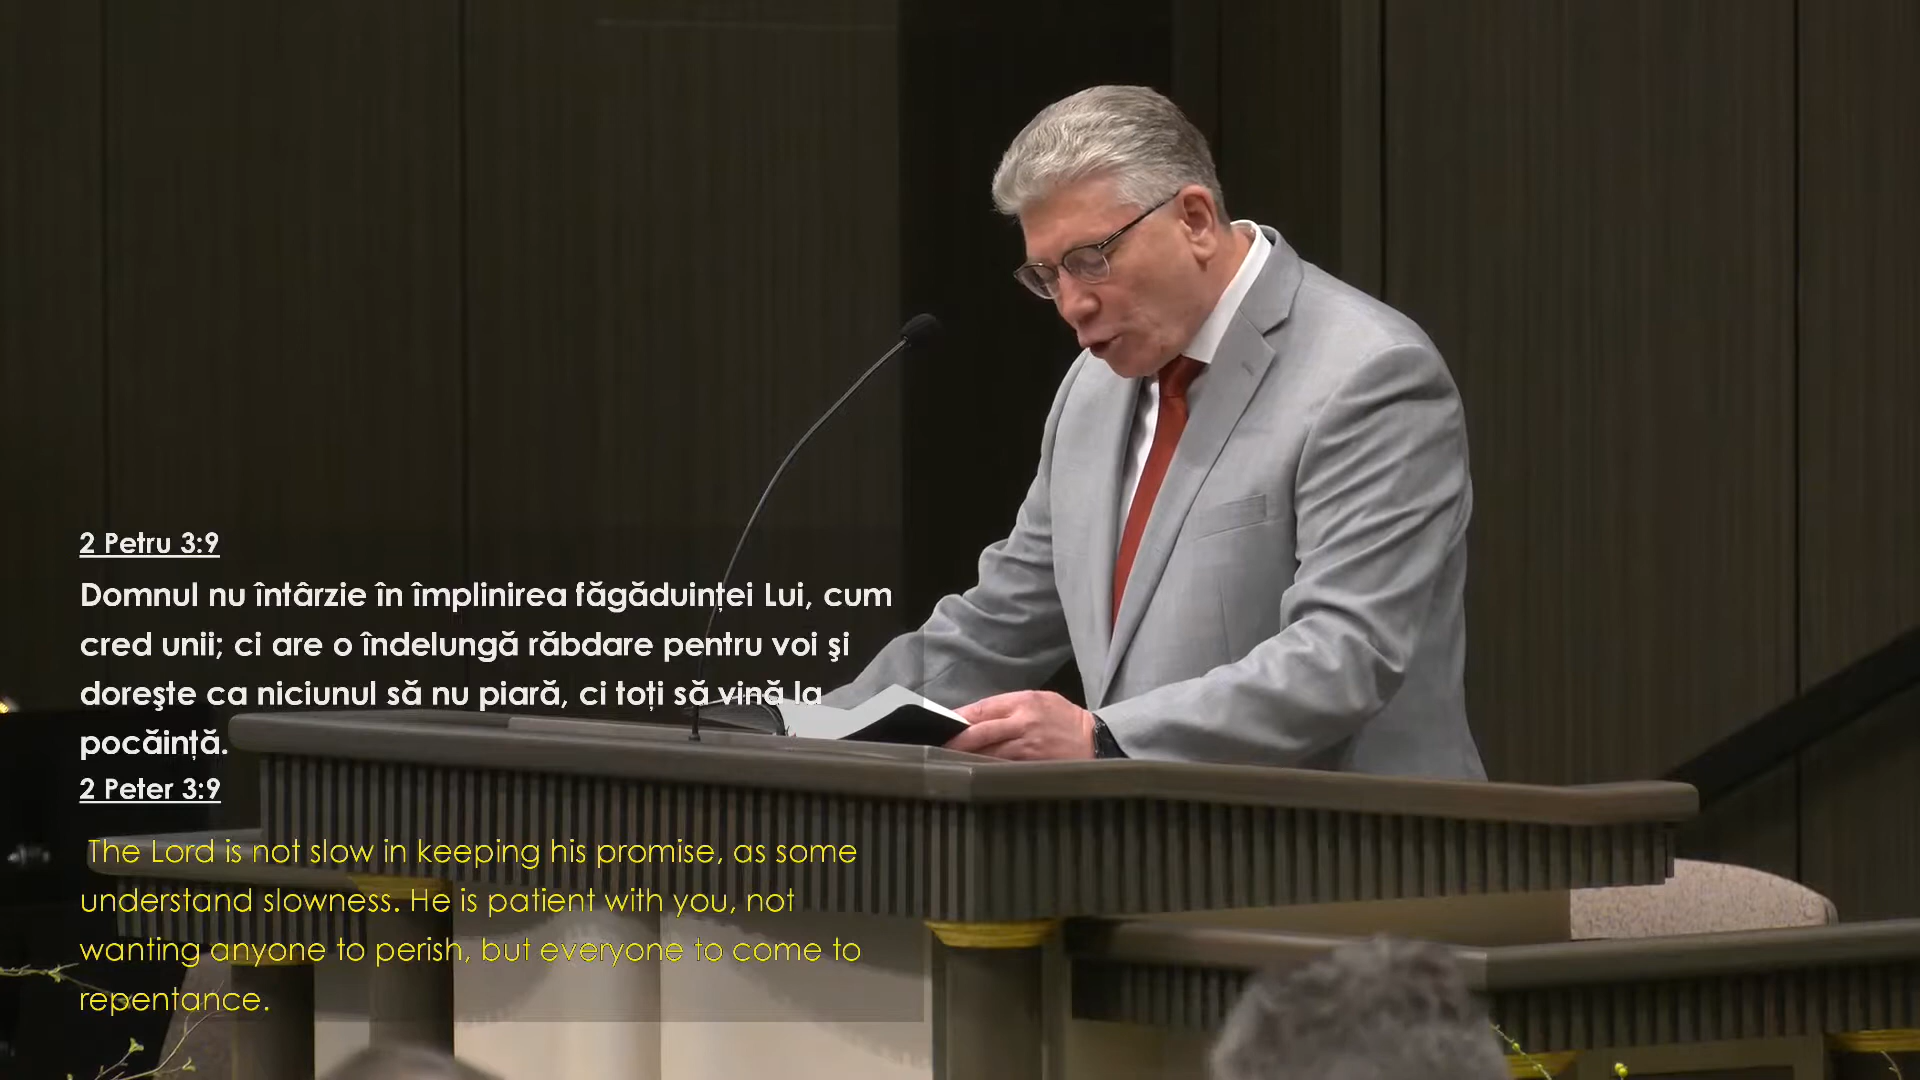 2 Petru 3:9
Domnul nu întârzie în împlinirea făgăduinței Lui, cum
cred unii; ci are o îndelungă răbdare pentru voi şi
doreşte ca niciunul să nu piară, ci toți să vină la
pocăință.
2 Peter 3:9
The Lord is not slow in keeping his promise, as some
understand slowness. He is patient with you, not
wanting anyone to perish, but everyone to come to
repentance.